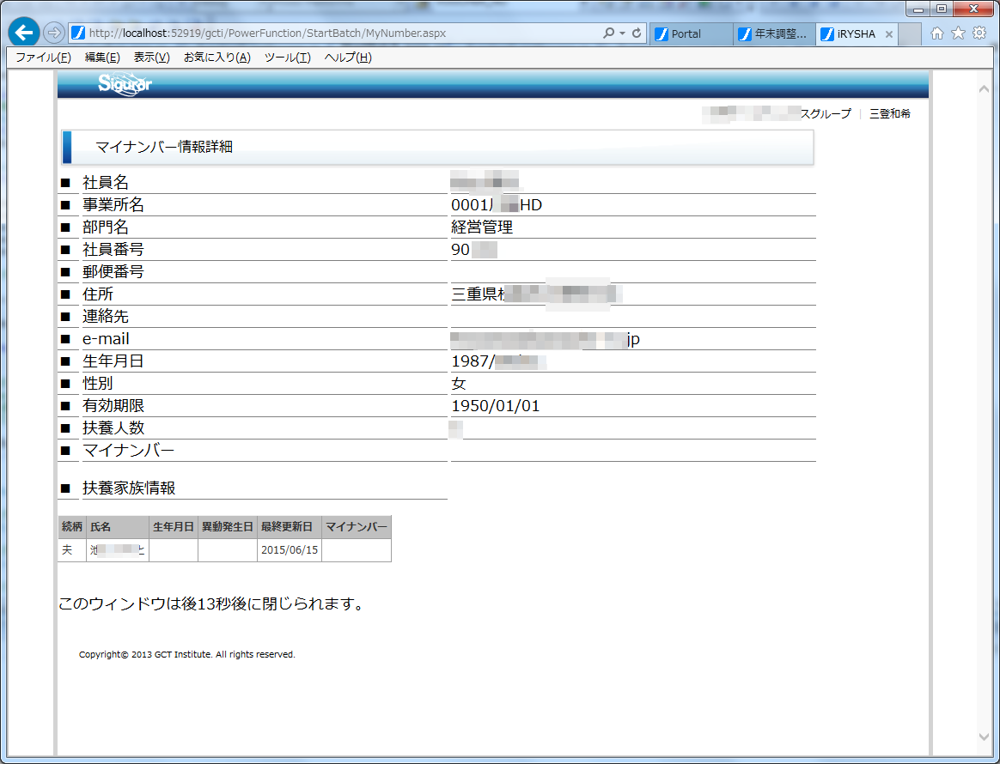 http://localhost:52919/gcti/PowerFunction/StartBatch/MyNumber.aspx
Portal
年末調整...
iRYSHA
ファイル(F) 編集(E) 表示(V) お気に入り(A) ツール(T) ヘルプ(H)
Sigurar
スグループ | 三登和希
マイナンバー情報詳細
■ 社員名
■ 事業所名 0001 HD
■ 部門名 経営管理
■ 社員番号 90
■ 郵便番号
■ 住所 三重県
■ 連絡先
■ e-mail jp
■ 生年月日 1987/
■ 性別 女
■ 有効期限 1950/01/01
■ 扶養人数
■ マイナンバー
■ 扶養家族情報
続柄 氏名 生年月日 異動発生日 最終更新日 マイナンバー
夫 池 と 2015/06/15
このウィンドウは後13秒後に閉じられます。
Copyright© 2013 GCT Institute. All rights reserved.